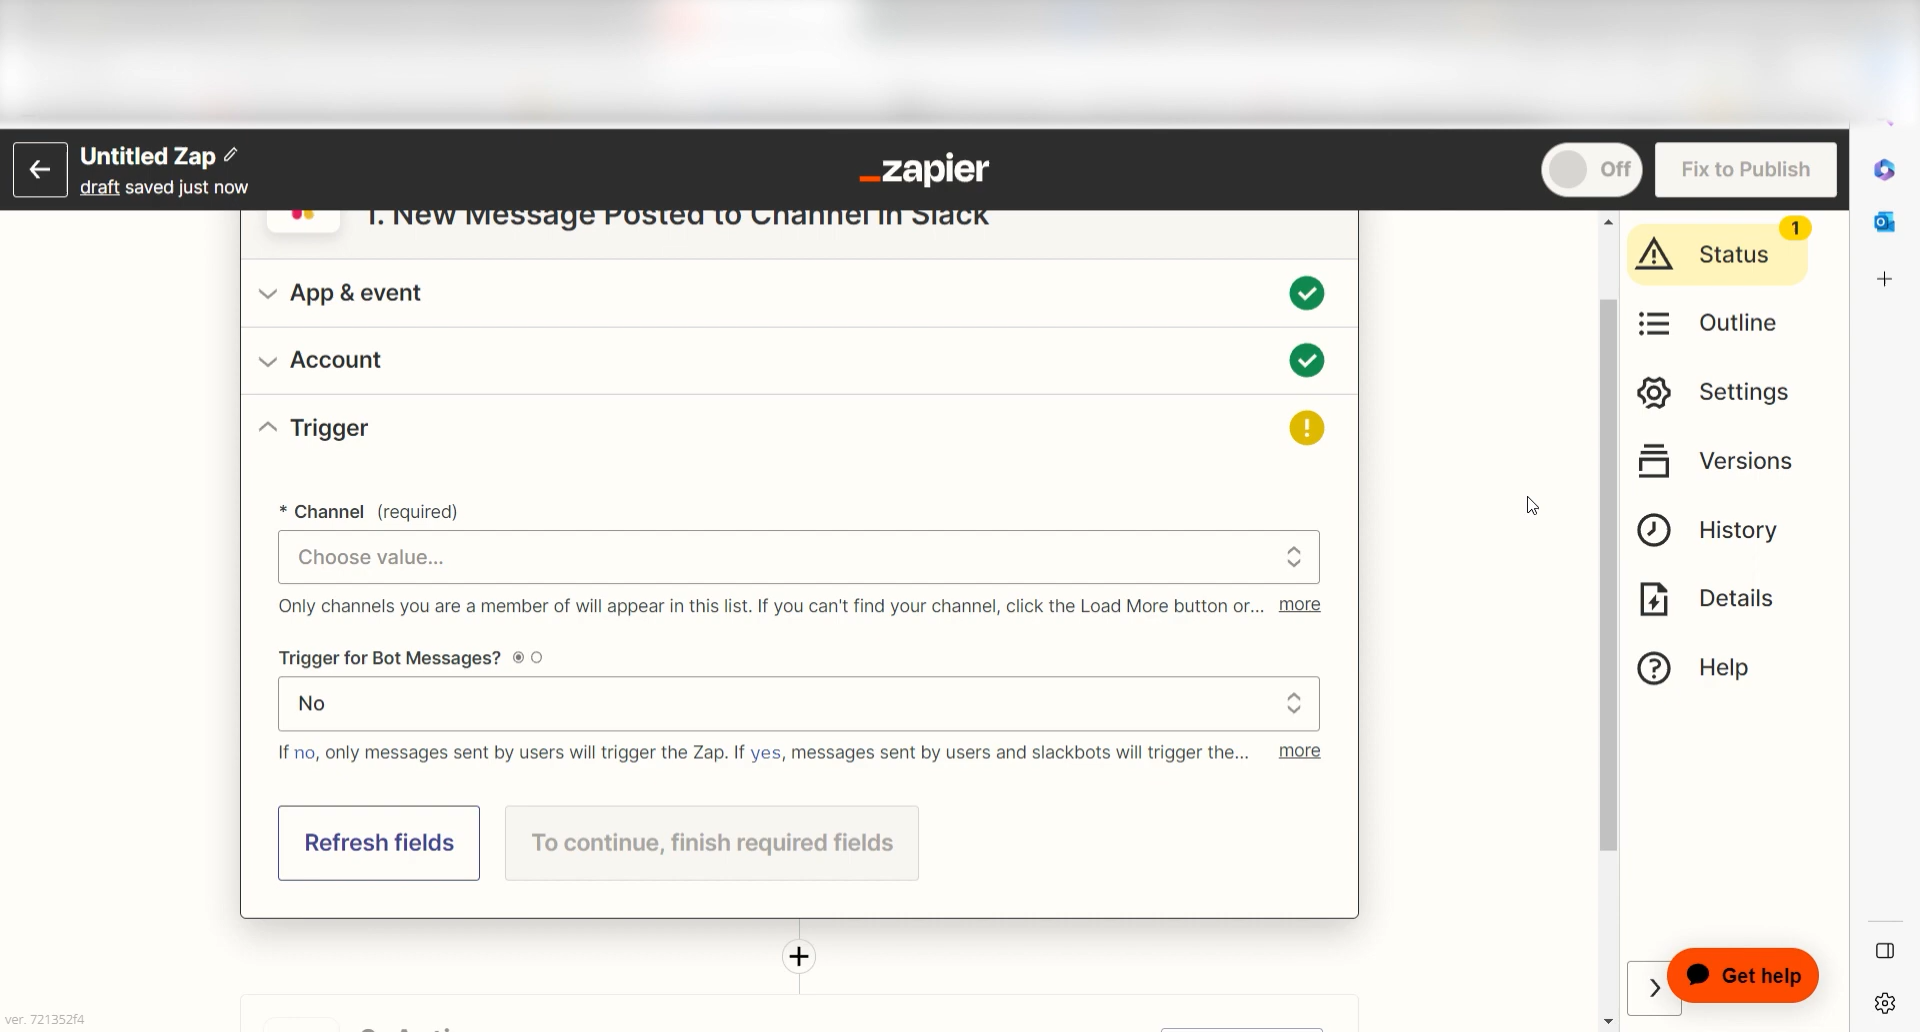 Untitled Zap
draft saved just now
zapier
Off
Fix to Publish
1. New Message Posted to Channel in Slack
App & event
Account
Trigger
* Channel (required)
Choose value...
Only channels you are a member of will appear in this list. If you can't find your channel, click the Load More button or... more
Trigger for Bot Messages?
No
If no, only messages sent by users will trigger the Zap. If yes, messages sent by users and slackbots will trigger the... more
Refresh fields
To continue, finish required fields
1
Status
Outline
Settings
Versions
History
Details
Help
Get help
ver. 721352f4